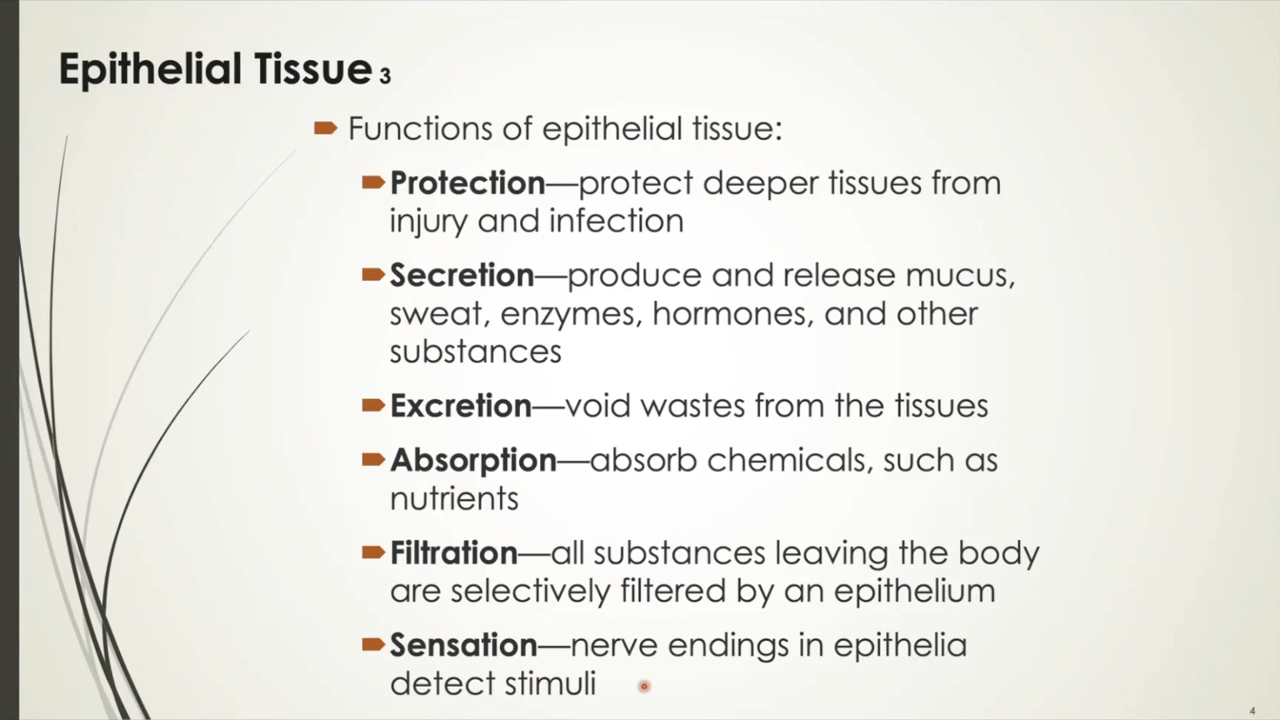 Epithelial Tissue 3
Functions of epithelial tissue:
Protection—protect deeper tissues from
injury and infection
Secretion—produce and release mucus,
sweat, enzymes, hormones, and other
substances
Excretion—void wastes from the tissues
Absorption—absorb chemicals, such as
nutrients
Filtration—all substances leaving the body
are selectively filtered by an epithelium
Sensation—nerve endings in epithelia
detect stimuli
4